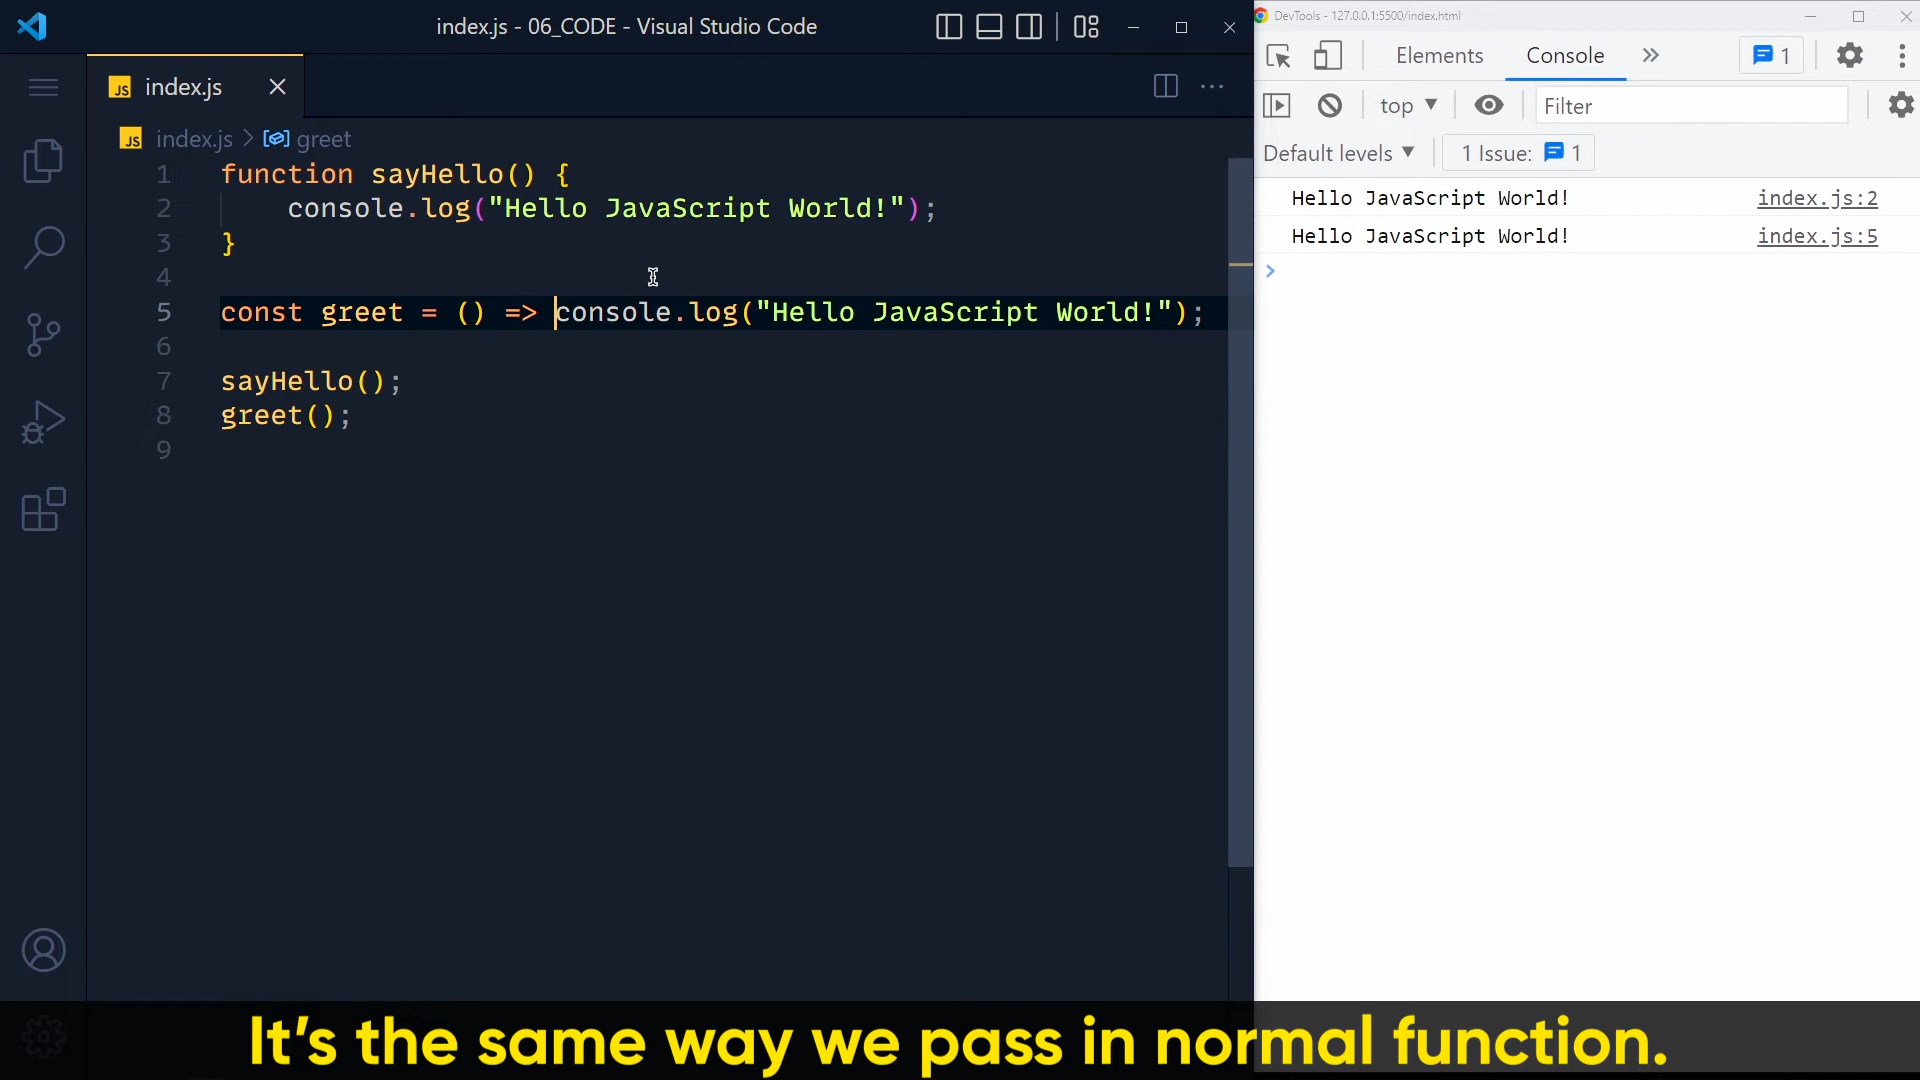 index.js - 06_CODE - Visual Studio Code
JS index.js
JS index.js > greet
1 function sayHello() {
2     console.log("Hello JavaScript World!");
3 }
4
5 const greet = () => console.log("Hello JavaScript World!");
6
7 sayHello();
8 greet();
9
DevTools - 127.0.0.1:5500/index.html
Elements Console » 1
top Filter
Default levels 1 Issue: 1
Hello JavaScript World! index.js:2
Hello JavaScript World! index.js:5
>
It's the same way we pass in normal function.